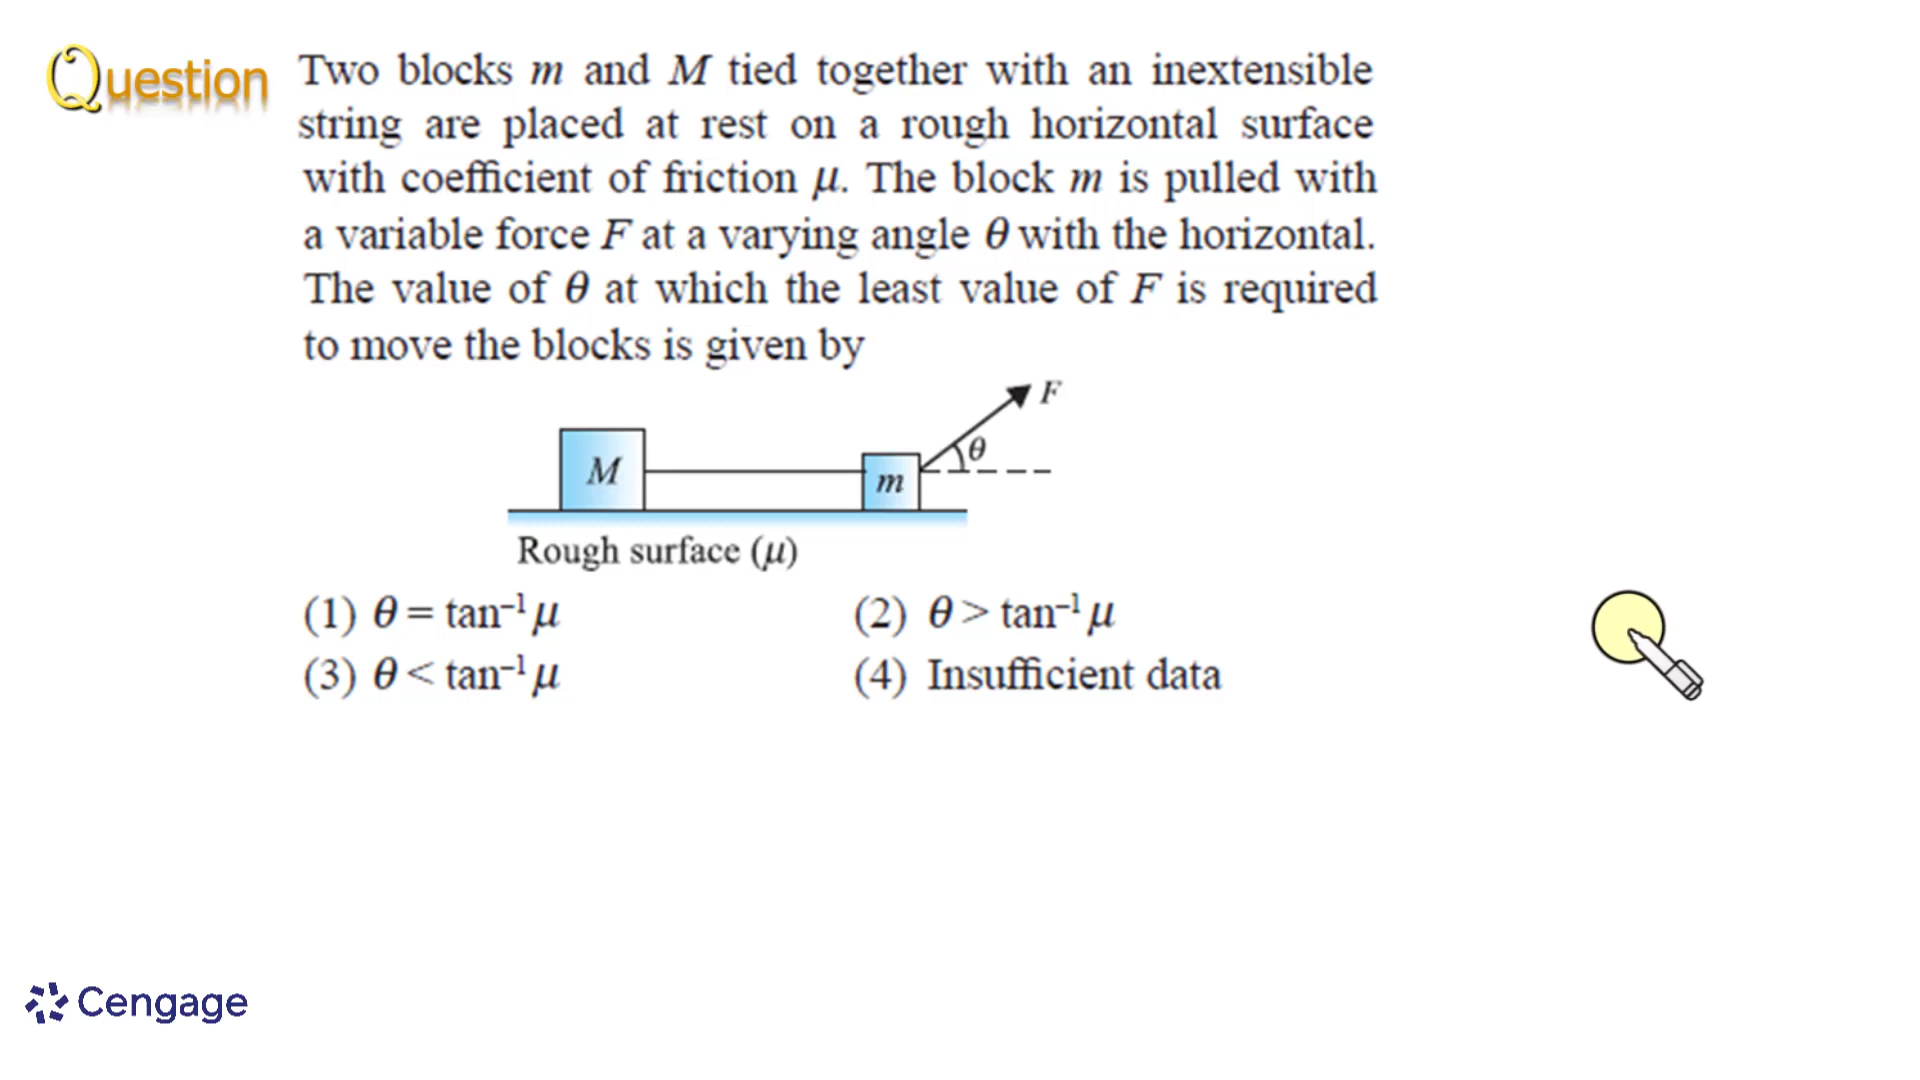 Question
Two blocks m and M tied together with an inextensible
string are placed at rest on a rough horizontal surface
with coefficient of friction μ. The block m is pulled with
a variable force F at a varying angle θ with the horizontal.
The value of θ at which the least value of F is required
to move the blocks is given by
F
θ
M
m
Rough surface (μ)
(1) θ = tan⁻¹ μ
(2) θ > tan⁻¹ μ
(3) θ < tan⁻¹ μ
(4) Insufficient data
Cengage